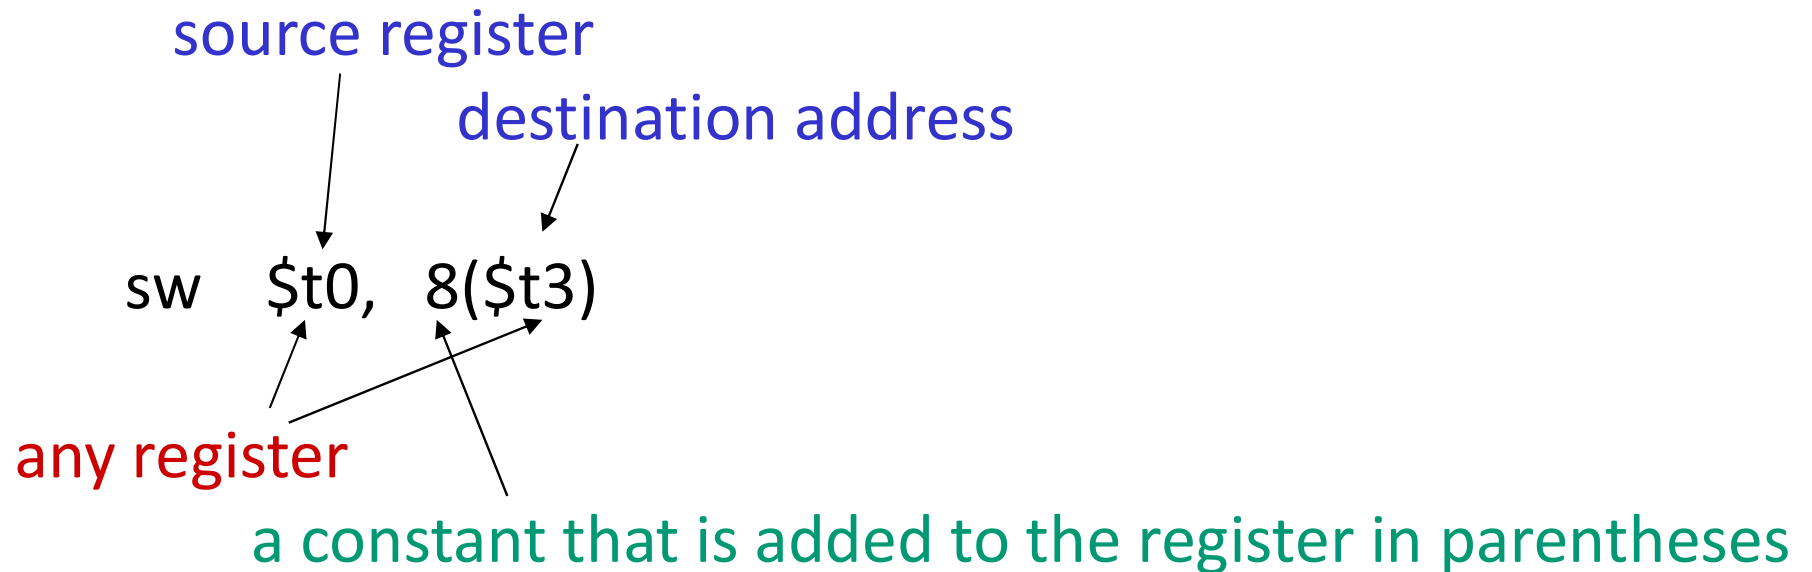 source register
destination address
sw $t0, 8($t3)
any register
a constant that is added to the register in parentheses